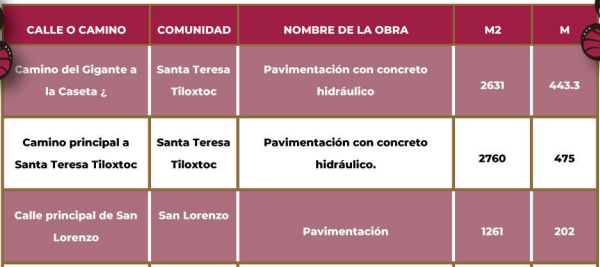 CALLE O CAMINO COMUNIDAD NOMBRE DE LA OBRA M2 M
Camino del Gigante a la Caseta ¿ Santa Teresa Tiloxtoc Pavimentación con concreto hidráulico 2631 443.3
Camino principal a Santa Teresa Tiloxtoc Santa Teresa Tiloxtoc Pavimentación con concreto hidráulico. 2760 475
Calle principal de San Lorenzo San Lorenzo Pavimentación 1261 202